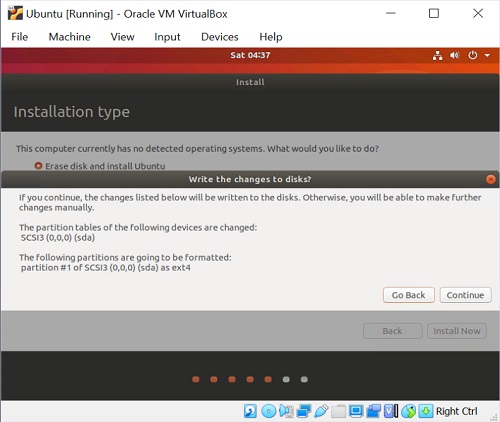 Ubuntu [Running] - Oracle VM VirtualBox
File Machine View Input Devices Help
Sat 04:37
Install
Installation type
This computer currently has no detected operating systems. What would you like to do?
Erase disk and install Ubuntu
Write the changes to disks?
If you continue, the changes listed below will be written to the disks. Otherwise, you will be able to make further
changes manually.
The partition tables of the following devices are changed:
SCSI3 (0,0,0) (sda)
The following partitions are going to be formatted:
partition #1 of SCSI3 (0,0,0) (sda) as ext4
Go Back Continue
Back Install Now
Right Ctrl